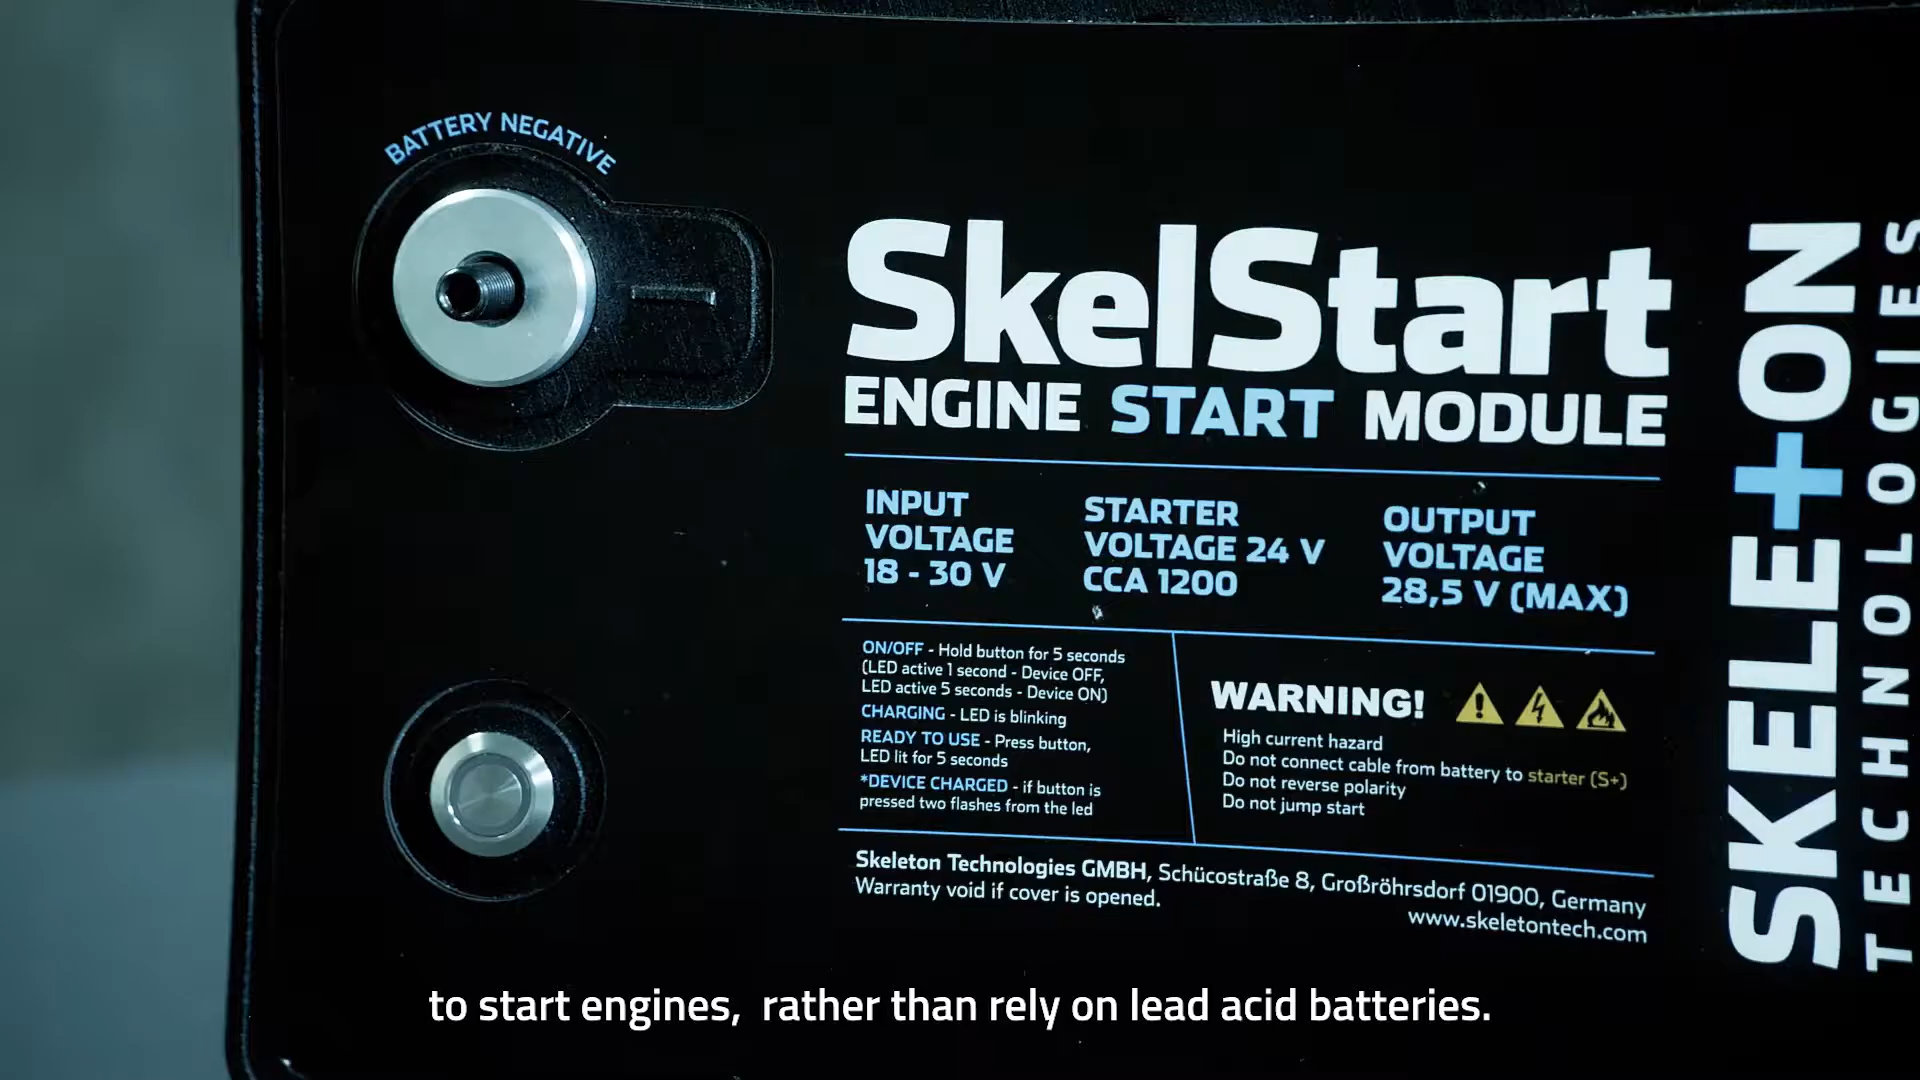 BATTERY NEGATIVE
SkelStart
ENGINE START MODULE
INPUT
VOLTAGE
18 - 30 V
STARTER
VOLTAGE 24 V
CCA 1200
OUTPUT
VOLTAGE
28,5 V (MAX)
ON/OFF - Hold button for 5 seconds
(LED active 1 second - Device OFF,
LED active 5 seconds - Device ON)
CHARGING - LED is blinking
READY TO USE - Press button,
LED lit for 5 seconds
*DEVICE CHARGED - if button is
pressed two flashes from the led
WARNING!
High current hazard
Do not connect cable from battery to starter (S+)
Do not reverse polarity
Do not jump start
Skeleton Technologies GMBH, Schücostraße 8, Großröhrsdorf 01900, Germany
Warranty void if cover is opened.
www.skeletontech.com
SKELE+ON
TECHNOLOGIES
to start engines, rather than rely on lead acid batteries.